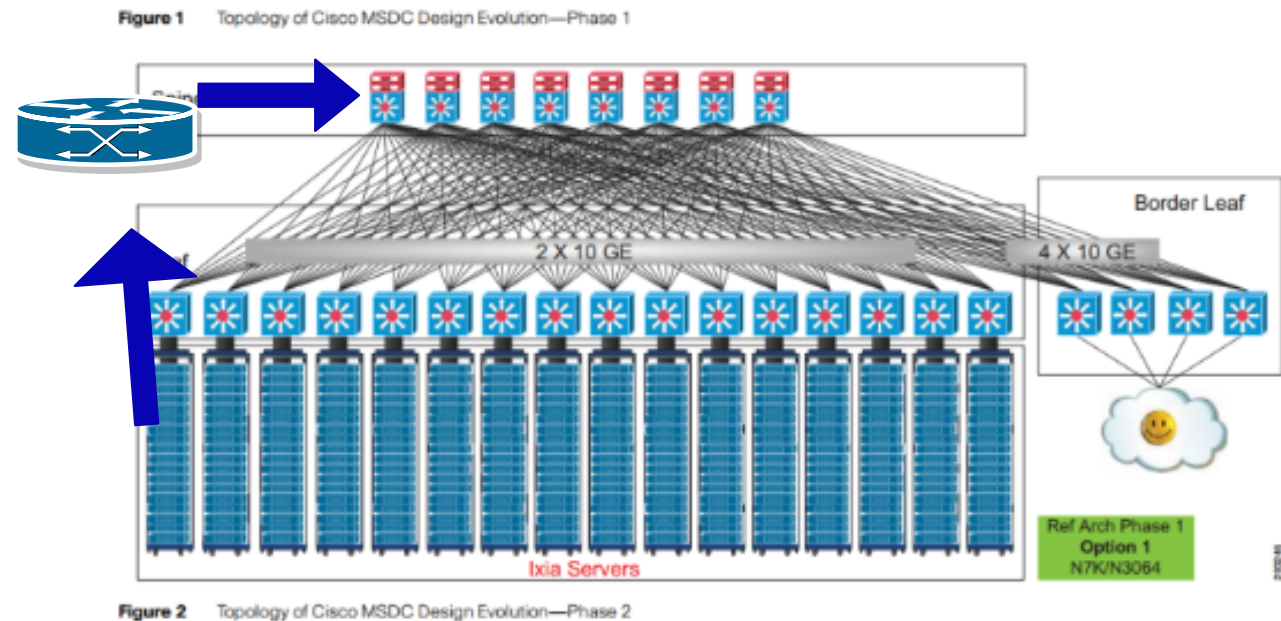 Figure 1 Topology of Cisco MSDC Design Evolution—Phase 1
Border Leaf
2 X 10 GE
4 X 10 GE
Ixia Servers
Ref Arch Phase 1
Option 1
N7K/N3064
Figure 2 Topology of Cisco MSDC Design Evolution—Phase 2